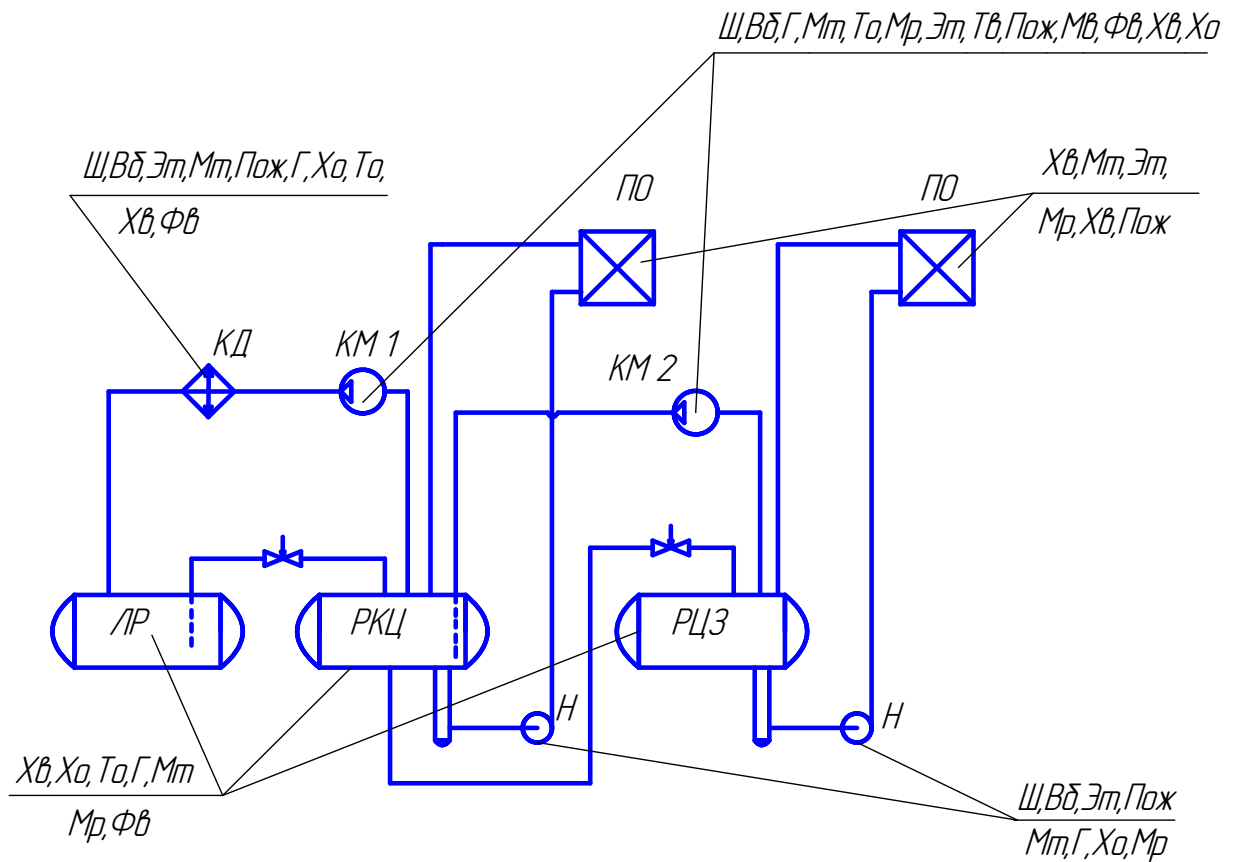 Ш,Вб,Г,Мт,То,Мр,Эт,Тв,Пож,Мв,Фв,Хв,Хо
Ш,Вб,Эт,Мт,Пож,Г,Хо,То,
Хв,Фв
ПО
ПО
Хв,Мт,Эт,
Мр,Хв,Пож
КД
КМ 1
КМ 2
ЛР
РКЦ
РЦЗ
Н
Н
Хв,Хо,То,Г,Мт
Мр,Фв
Ш,Вб,Эт,Пож
Мт,Г,Хо,Мр